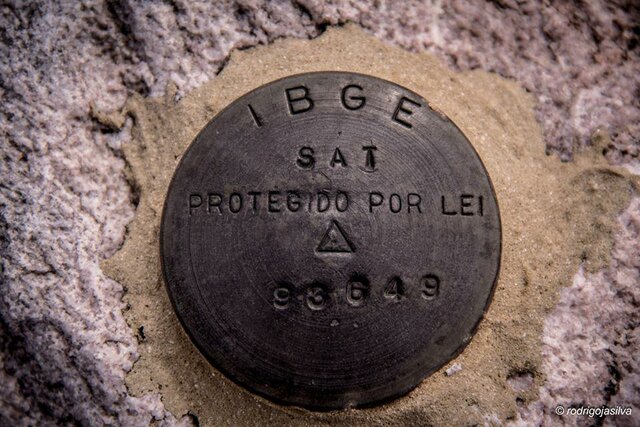 IBGE
SAT
PROTEGIDO POR LEI
93649
© rodrigojasilva